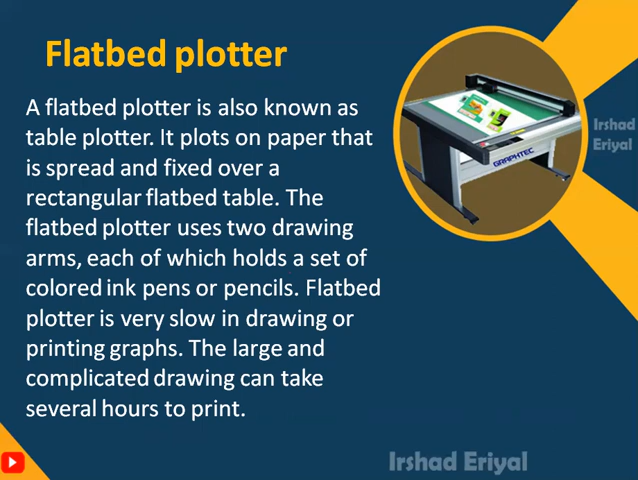 Flatbed plotter
A flatbed plotter is also known as
table plotter. It plots on paper that
is spread and fixed over a
rectangular flatbed table. The
flatbed plotter uses two drawing
arms, each of which holds a set of
colored ink pens or pencils. Flatbed
plotter is very slow in drawing or
printing graphs. The large and
complicated drawing can take
several hours to print.
GRAPHTEC
Irshad
Eriyal
Irshad Eriyal